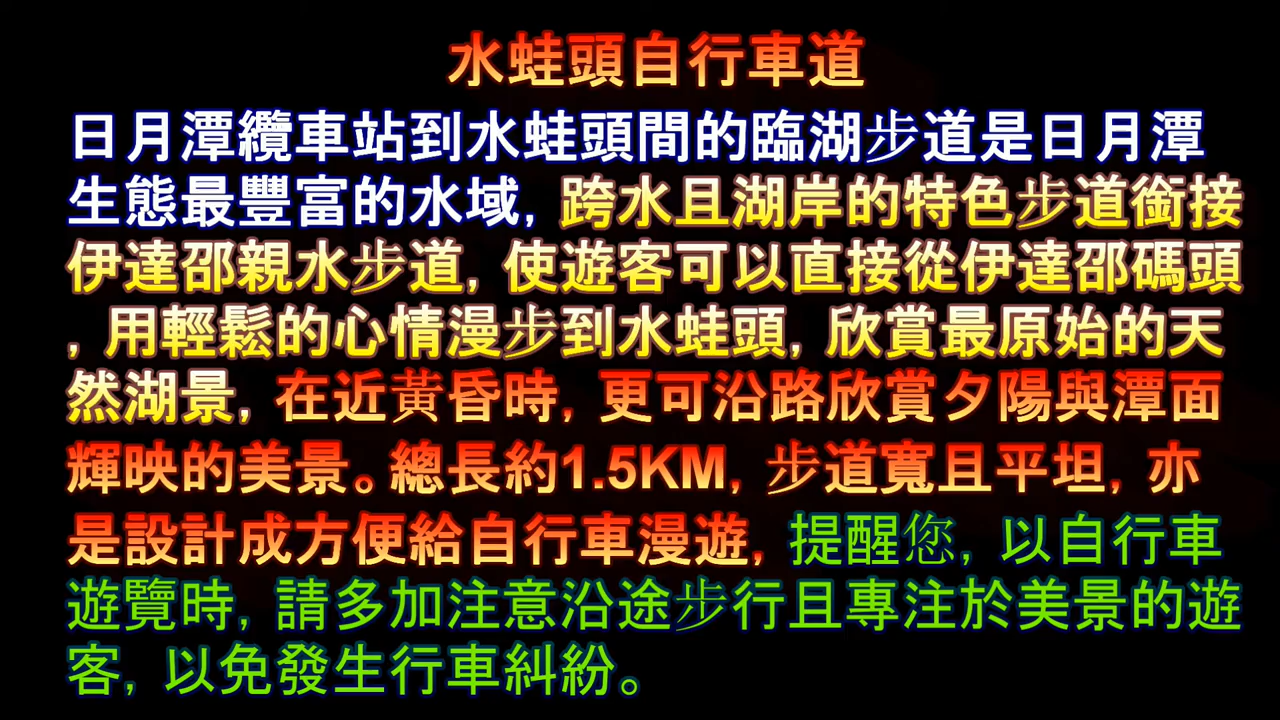 水蛙頭自行車道
日月潭纜車站到水蛙頭間的臨湖步道是日月潭
生態最豐富的水域，跨水且湖岸的特色步道銜接
伊達邵親水步道，使遊客可以直接從伊達邵碼頭
，用輕鬆的心情漫步到水蛙頭，欣賞最原始的天
然湖景，在近黃昏時，更可沿路欣賞夕陽與潭面
輝映的美景。總長約1.5KM，步道寬且平坦，亦
是設計成方便給自行車漫遊，提醒您，以自行車
遊覽時，請多加注意沿途步行且專注於美景的遊
客，以免發生行車糾紛。